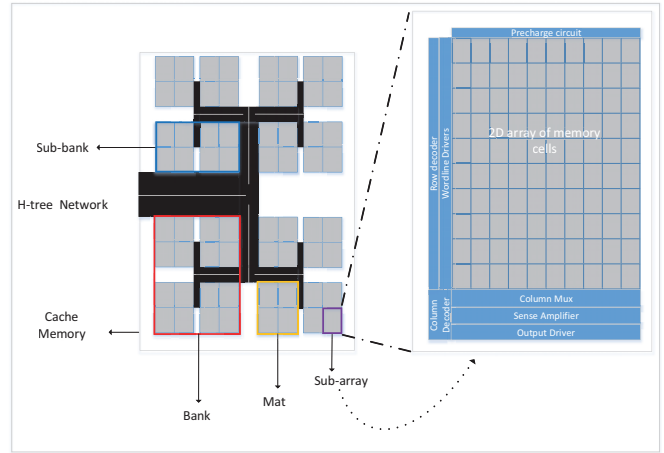 Sub-bank
H-tree Network
Cache
Memory
Bank
Mat
Sub-array
Precharge circuit
Row decoder
Wordline Drivers
2D array of memory
cells
Column
Decoder
Column Mux
Sense Amplifier
Output Driver